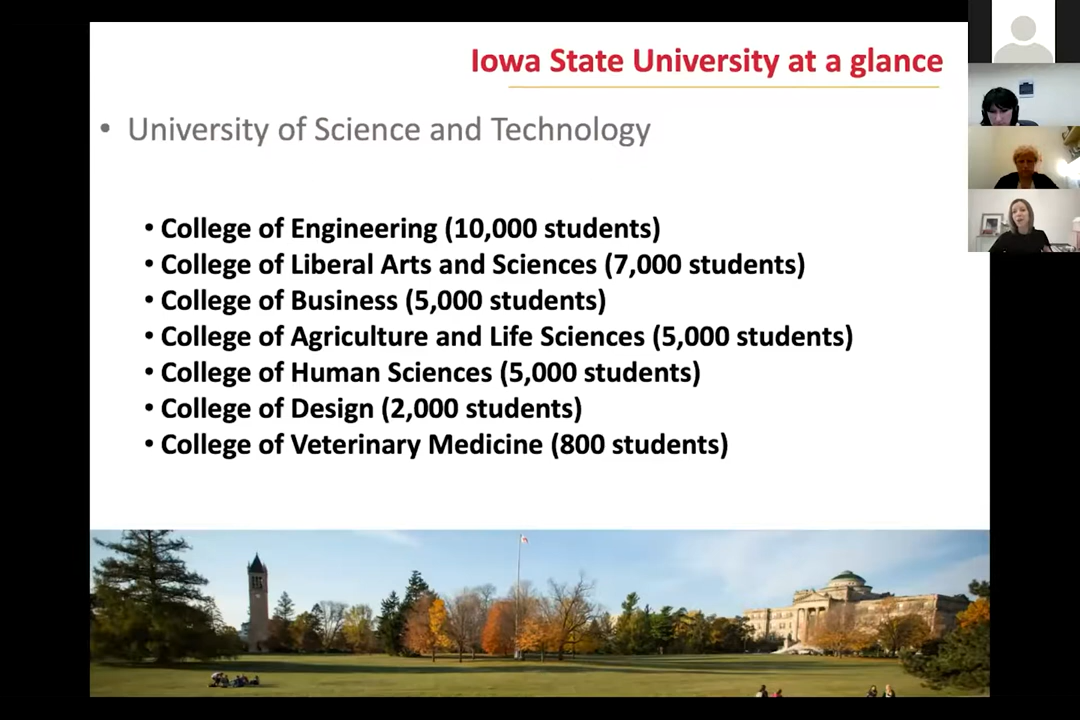 Iowa State University at a glance
• University of Science and Technology
• College of Engineering (10,000 students)
• College of Liberal Arts and Sciences (7,000 students)
• College of Business (5,000 students)
• College of Agriculture and Life Sciences (5,000 students)
• College of Human Sciences (5,000 students)
• College of Design (2,000 students)
• College of Veterinary Medicine (800 students)